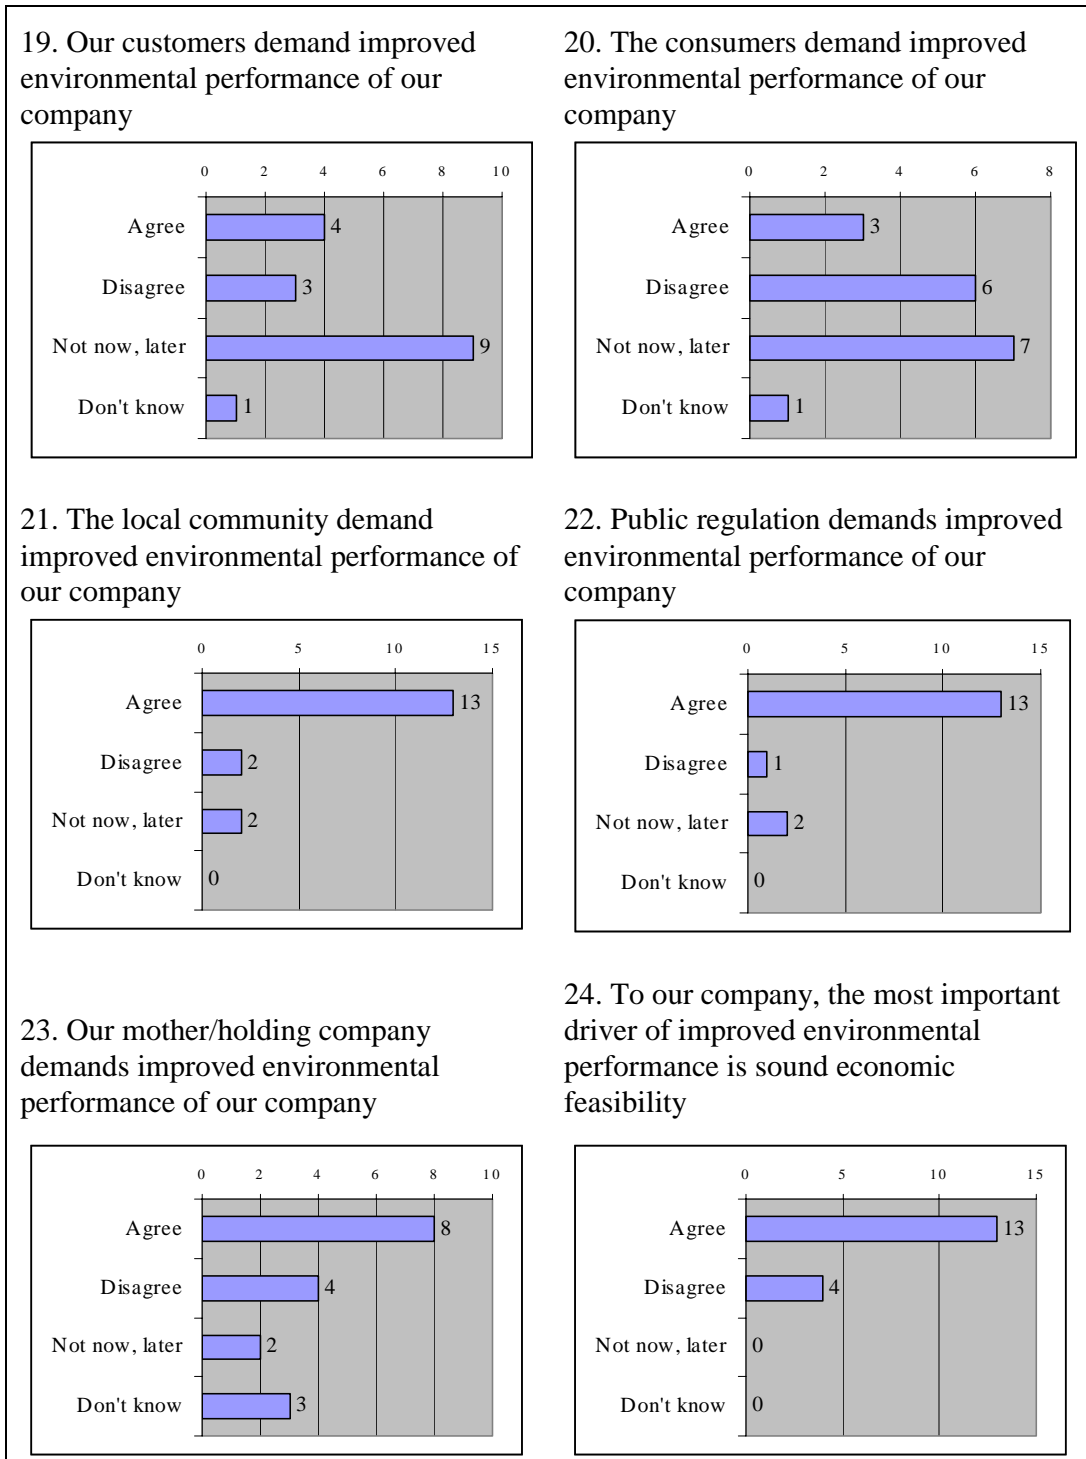 19. Our customers demand improved
environmental performance of our
company
0 2 4 6 8 10
Agree 4
Disagree 3
Not now, later 9
Don't know 1
20. The consumers demand improved
environmental performance of our
company
0 2 4 6 8
Agree 3
Disagree 6
Not now, later 7
Don't know 1
21. The local community demand
improved environmental performance of
our company
0 5 10 15
Agree 13
Disagree 2
Not now, later 2
Don't know 0
22. Public regulation demands improved
environmental performance of our
company
0 5 10 15
Agree 13
Disagree 1
Not now, later 2
Don't know 0
23. Our mother/holding company
demands improved environmental
performance of our company
0 2 4 6 8 10
Agree 8
Disagree 4
Not now, later 2
Don't know 3
24. To our company, the most important
driver of improved environmental
performance is sound economic
feasibility
0 5 10 15
Agree 13
Disagree 4
Not now, later 0
Don't know 0